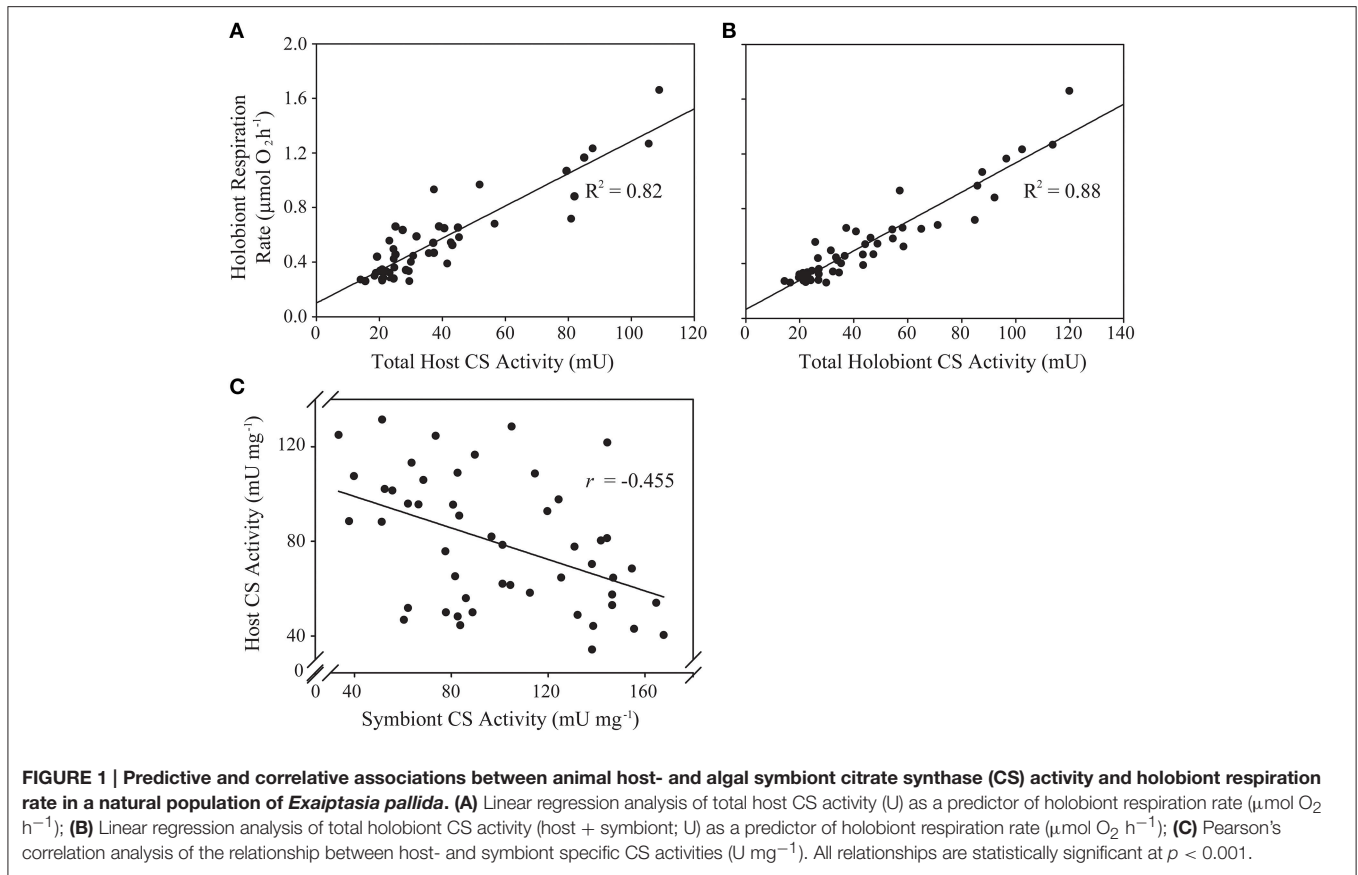 A
2.0
1.6
1.2
0.8
0.4
0.0
Holobiont Respiration
Rate (μmol O₂h⁻¹)
R² = 0.82
0 20 40 60 80 100 120
Total Host CS Activity (mU)
B
R² = 0.88
0 20 40 60 80 100 120 140
Total Holobiont CS Activity (mU)
C
120
80
40
0
Host CS Activity (mU mg⁻¹)
r = -0.455
0 40 80 120 160
Symbiont CS Activity (mU mg⁻¹)
FIGURE 1 | Predictive and correlative associations between animal host- and algal symbiont citrate synthase (CS) activity and holobiont respiration
rate in a natural population of Exaiptasia pallida. (A) Linear regression analysis of total host CS activity (U) as a predictor of holobiont respiration rate (μmol O₂
h⁻¹); (B) Linear regression analysis of total holobiont CS activity (host + symbiont; U) as a predictor of holobiont respiration rate (μmol O₂ h⁻¹); (C) Pearson's
correlation analysis of the relationship between host- and symbiont specific CS activities (U mg⁻¹). All relationships are statistically significant at p < 0.001.